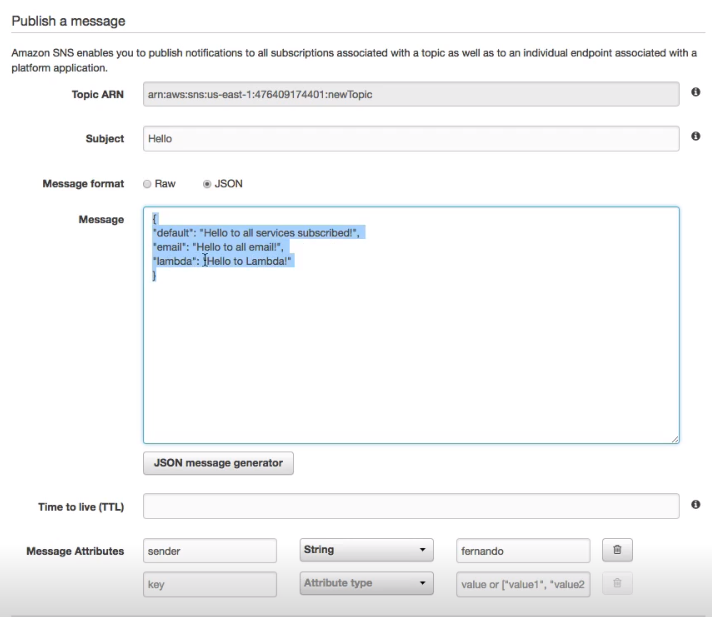 Publish a message
Amazon SNS enables you to publish notifications to all subscriptions associated with a topic as well as to an individual endpoint associated with a
platform application.
Topic ARN arn:aws:sns:us-east-1:476409174401:newTopic
Subject Hello
Message format Raw JSON
Message {
"default": "Hello to all services subscribed!",
"email": "Hello to all email!",
"lambda": "Hello to Lambda!"
}
JSON message generator
Time to live (TTL)
Message Attributes sender String fernando
key Attribute type value or ["value1", "value2